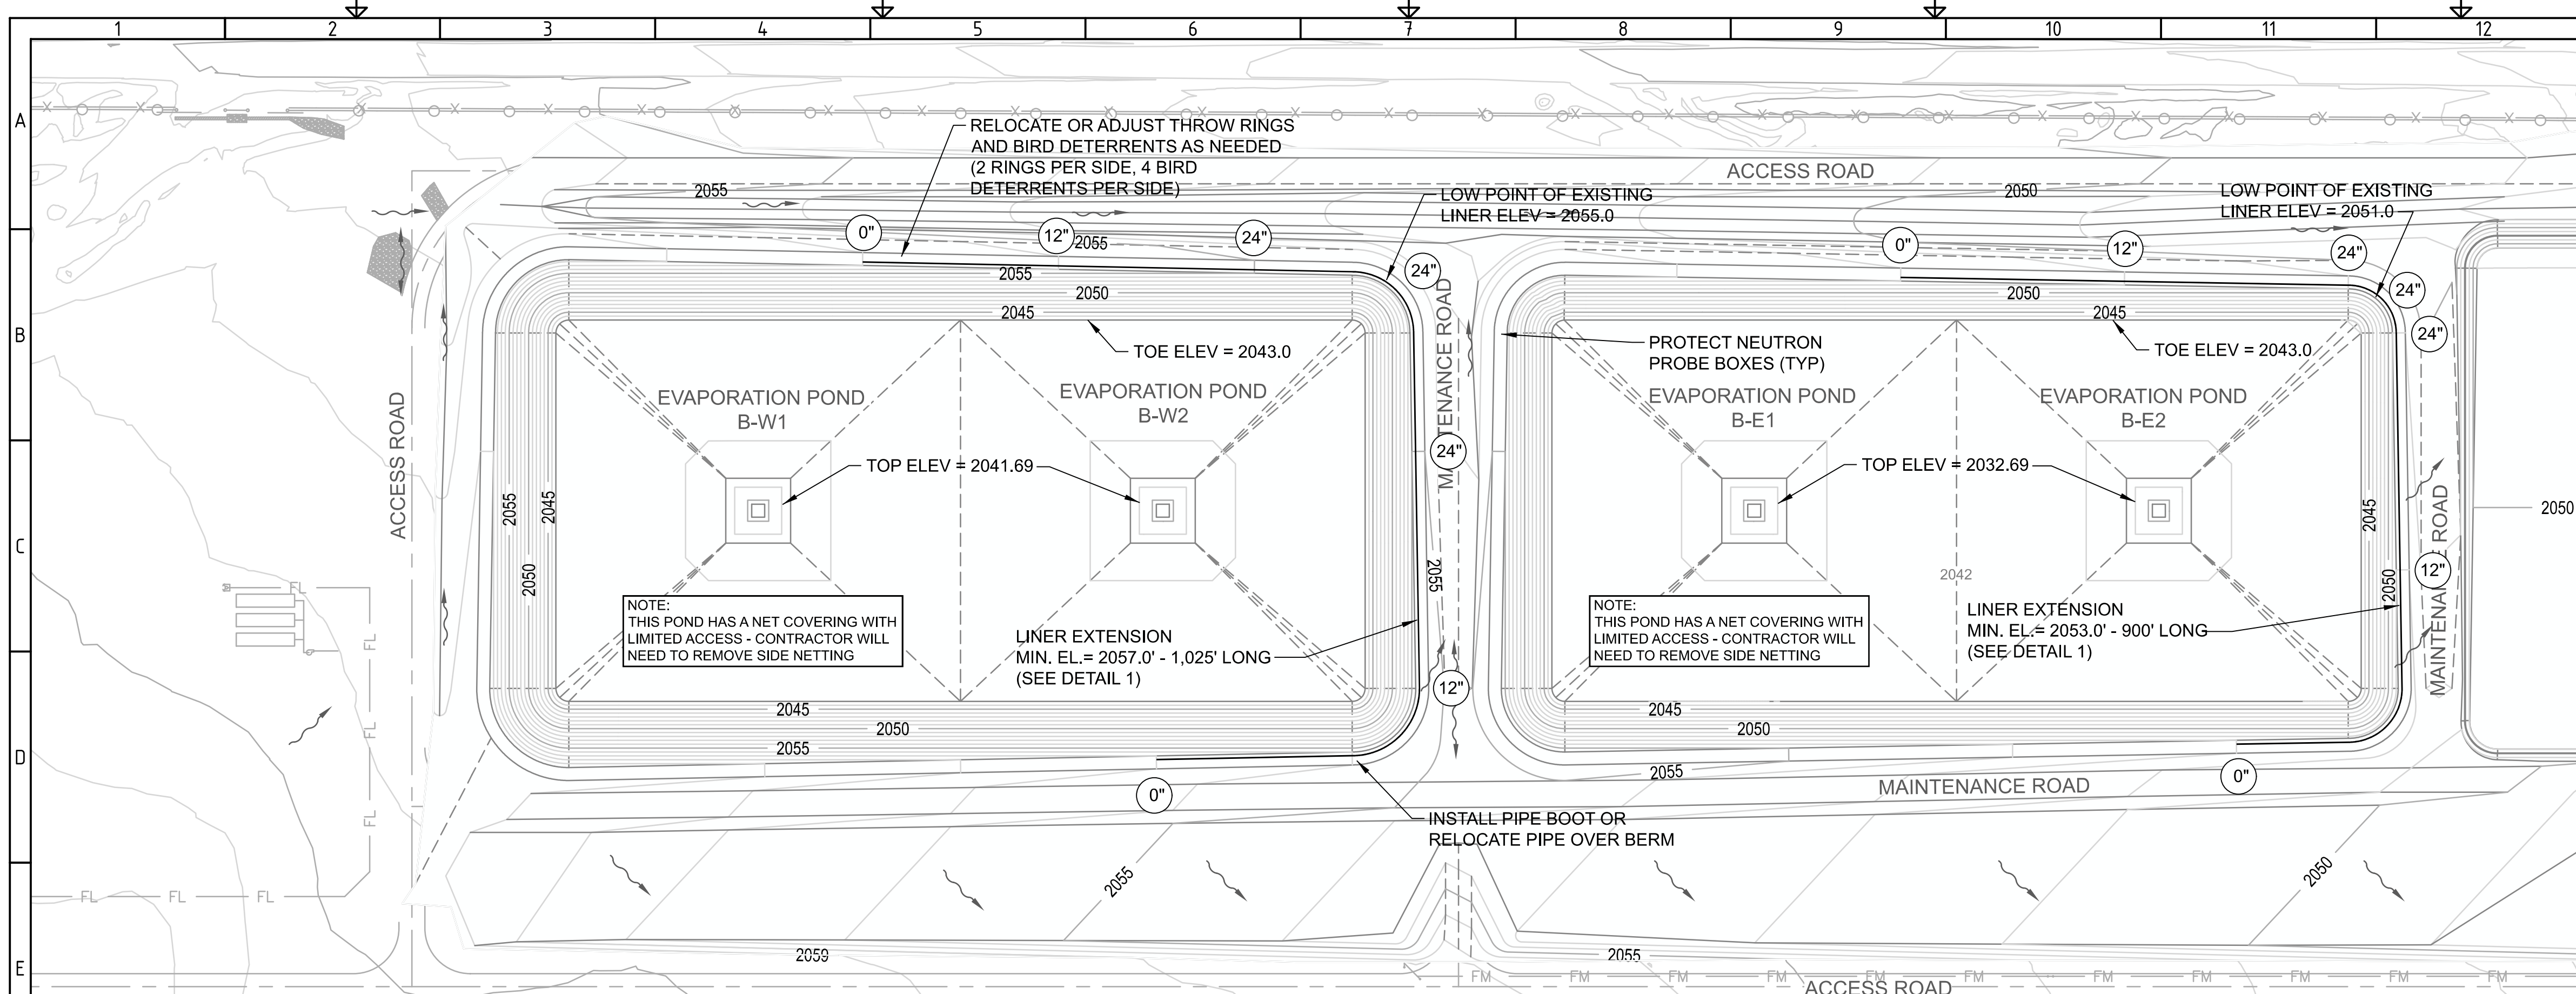 1 2 3 4 5 6 7 8 9 10 11 12
A
RELOCATE OR ADJUST THROW RINGS
AND BIRD DETERRENTS AS NEEDED
(2 RINGS PER SIDE, 4 BIRD
DETERRENTS PER SIDE)
ACCESS ROAD
2055
2050
LOW POINT OF EXISTING
LINER ELEV = 2055.0
LOW POINT OF EXISTING
LINER ELEV = 2051.0
0" 12" 2055 24"
0" 12" 24"
24"
24"
24"
2055
2050
2045
2050
2045
B
TOE ELEV = 2043.0
PROTECT NEUTRON
PROBE BOXES (TYP)
TOE ELEV = 2043.0
MAINTENANCE ROAD
EVAPORATION POND
B-W1
EVAPORATION POND
B-W2
EVAPORATION POND
B-E1
EVAPORATION POND
B-E2
ACCESS ROAD
24"
TOP ELEV = 2041.69
TOP ELEV = 2032.69
2055
2045
2050
C
2055
2042
2045
2050
2050
12"
MAINTENANCE ROAD
MAINTENANCE ROAD
FL
FL
FL
FL
NOTE:
THIS POND HAS A NET COVERING WITH
LIMITED ACCESS - CONTRACTOR WILL
NEED TO REMOVE SIDE NETTING
LINER EXTENSION
MIN. EL.= 2057.0' - 1,025' LONG
(SEE DETAIL 1)
NOTE:
THIS POND HAS A NET COVERING WITH
LIMITED ACCESS - CONTRACTOR WILL
NEED TO REMOVE SIDE NETTING
LINER EXTENSION
MIN. EL.= 2053.0' - 900' LONG
(SEE DETAIL 1)
12"
2045
2050
2055
2045
2050
D
2055
0"
0"
MAINTENANCE ROAD
INSTALL PIPE BOOT OR
RELOCATE PIPE OVER BERM
2055
2050
FL FL FL
E
2059
2055
FM FM FM FM FM FM FM FM FM FM FM
ACCESS ROAD